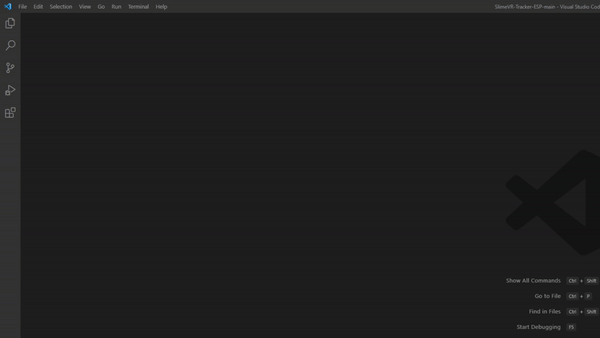 File Edit Selection View Go Run Terminal Help
SlimeVR-Tracker-ESP-main - Visual Studio Cod
Show All Commands Ctrl + Shift
Go to File Ctrl + P
Find in Files Ctrl + Shift
Start Debugging F5